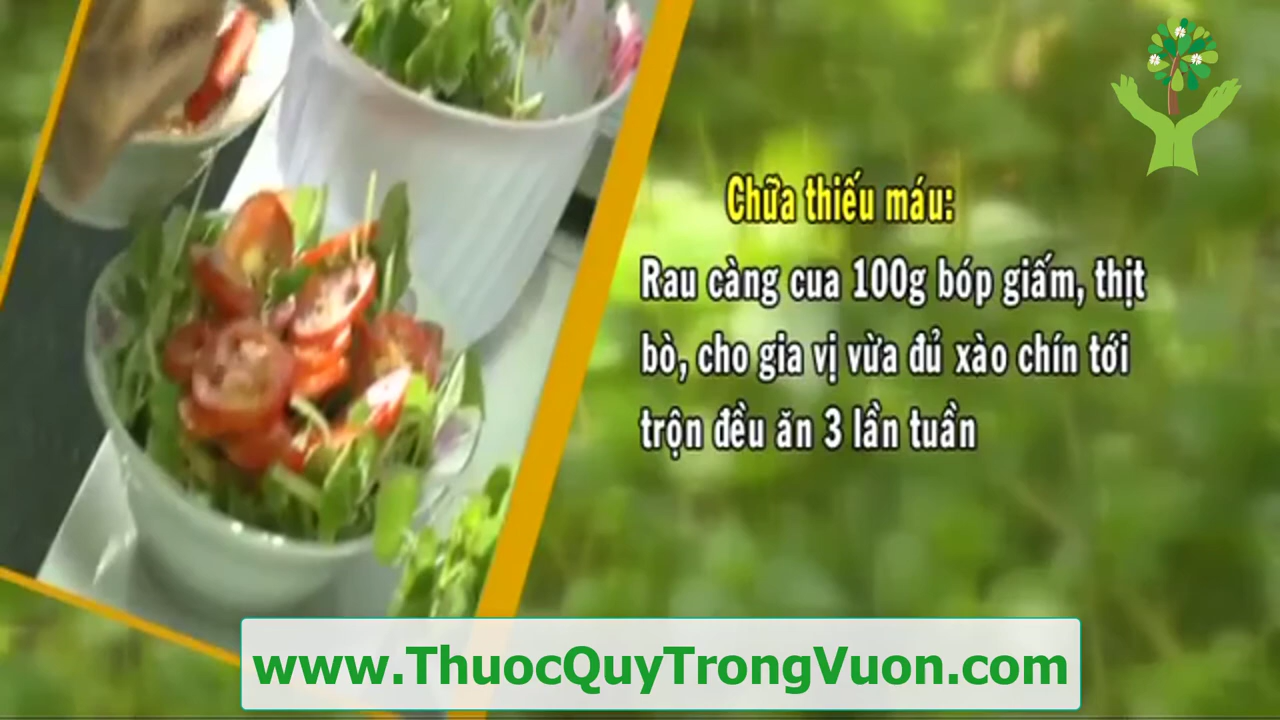 Chữa thiếu máu:
Rau càng cua 100g bóp giấm, thịt
bò, cho gia vị vừa đủ xào chín tới
trộn đều ăn 3 lần tuần
www.ThuocQuyTrongVuon.com